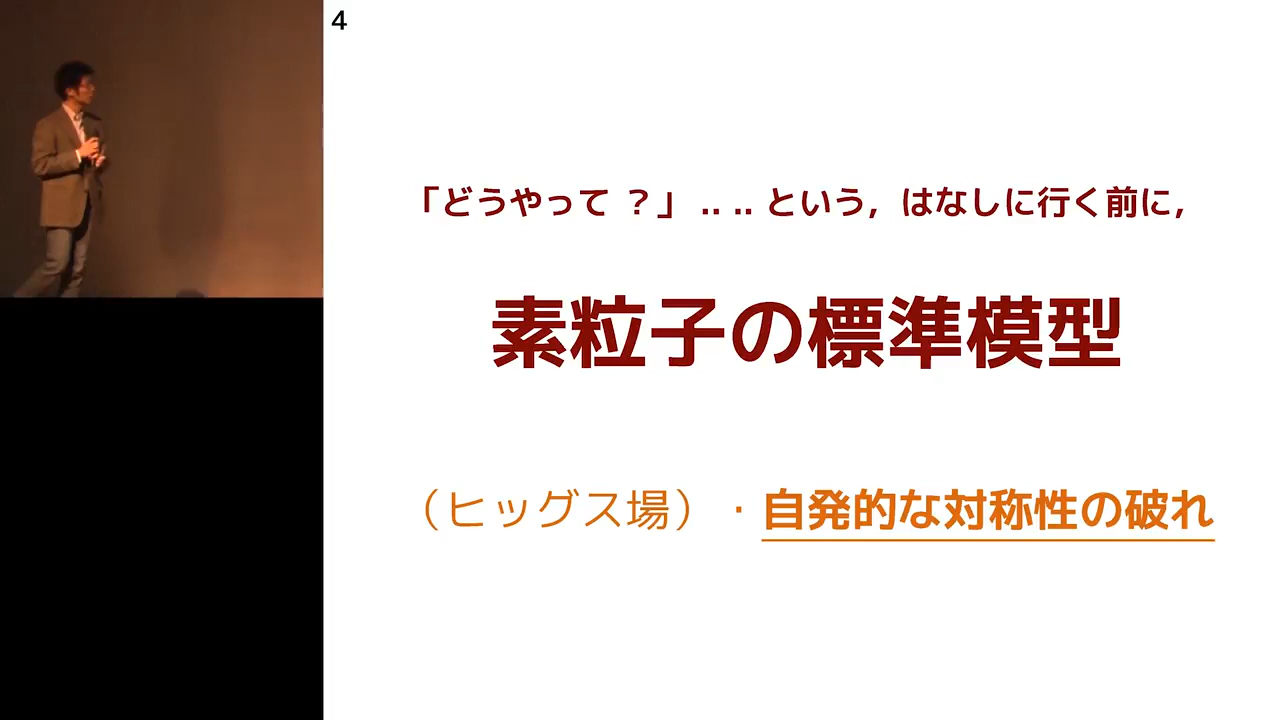 4
「どうやって ？」 .. .. という，はなしに行く前に，
素粒子の標準模型
（ヒッグス場）・自発的な対称性の破れ